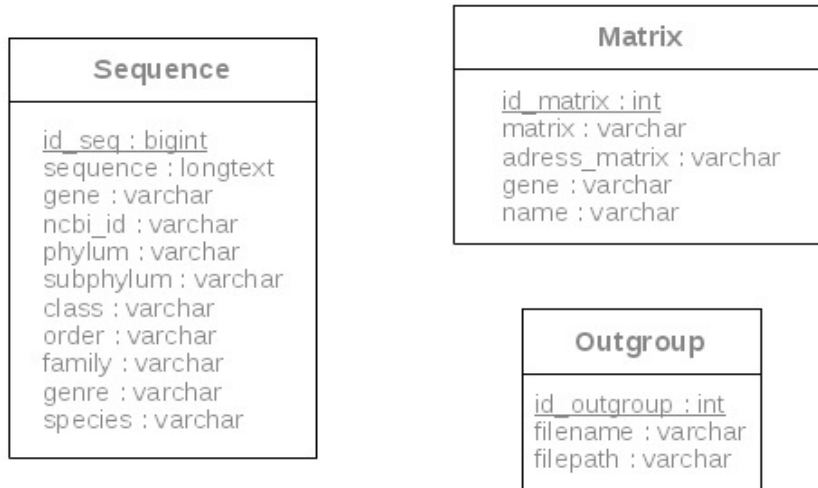 Sequence
id_seq : bigint
sequence : longtext
gene : varchar
ncbi_id : varchar
phylum : varchar
subphylum : varchar
class : varchar
order : varchar
family : varchar
genre : varchar
species : varchar
Matrix
id_matrix : int
matrix : varchar
adress_matrix : varchar
gene : varchar
name : varchar
Outgroup
id_outgroup : int
filename : varchar
filepath : varchar